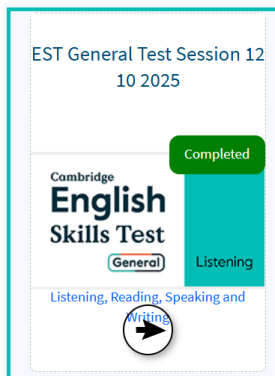 EST General Test Session 12
10 2025
Completed
Cambridge
English
Skills Test
General
Listening
Listening, Reading, Speaking and
Writing